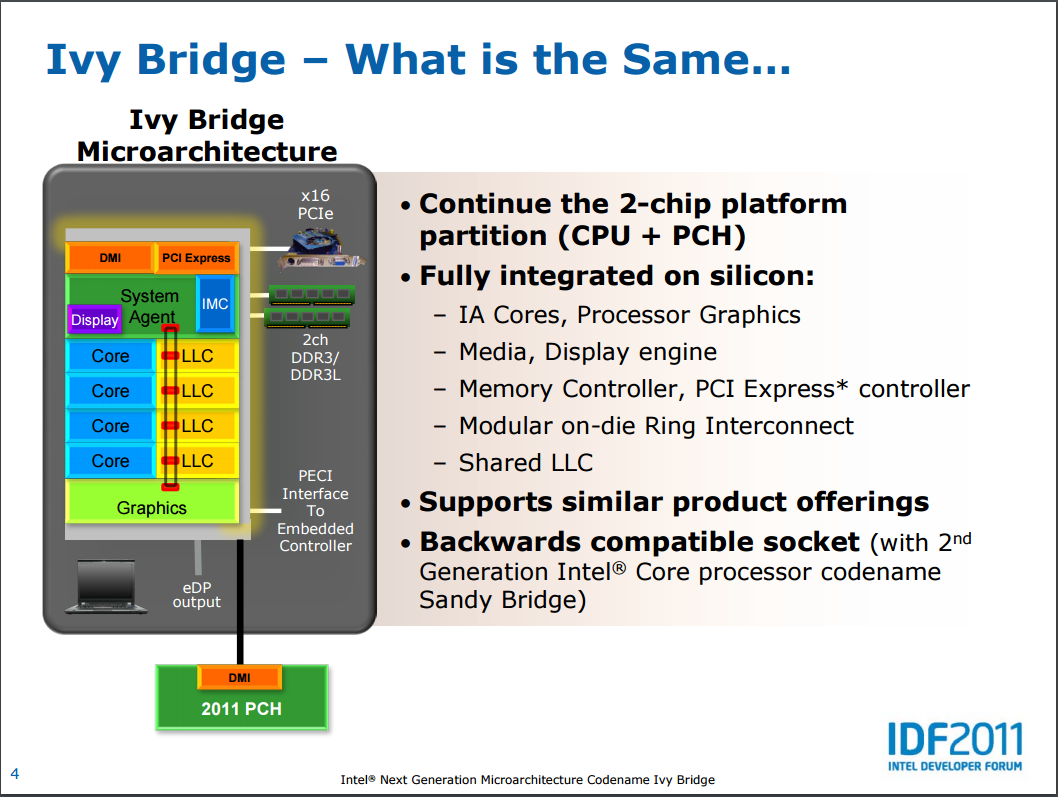 Ivy Bridge – What is the Same…
Ivy Bridge
Microarchitecture
x16
PCIe
DMI
PCI Express
System
Agent
IMC
Display
2ch
DDR3/
DDR3L
Core
LLC
Core
LLC
Core
LLC
Core
LLC
Graphics
PECI
Interface
To
Embedded
Controller
eDP
output
DMI
2011 PCH
• Continue the 2-chip platform
partition (CPU + PCH)
• Fully integrated on silicon:
– IA Cores, Processor Graphics
– Media, Display engine
– Memory Controller, PCI Express* controller
– Modular on-die Ring Interconnect
– Shared LLC
• Supports similar product offerings
• Backwards compatible socket (with 2nd
Generation Intel® Core processor codename
Sandy Bridge)
IDF2011
INTEL DEVELOPER FORUM
4
Intel® Next Generation Microarchitecture Codename Ivy Bridge